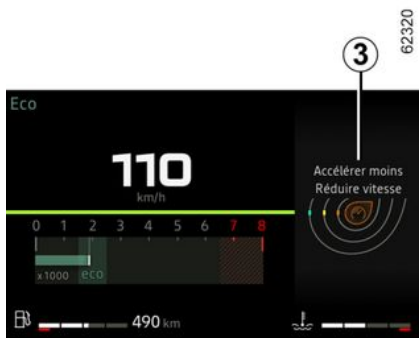 62320
3
Eco
110
km/h
Accélérer moins
Réduire vitesse
0 1 2 3 4 5 6 7 8
x 1000 eco
490 km